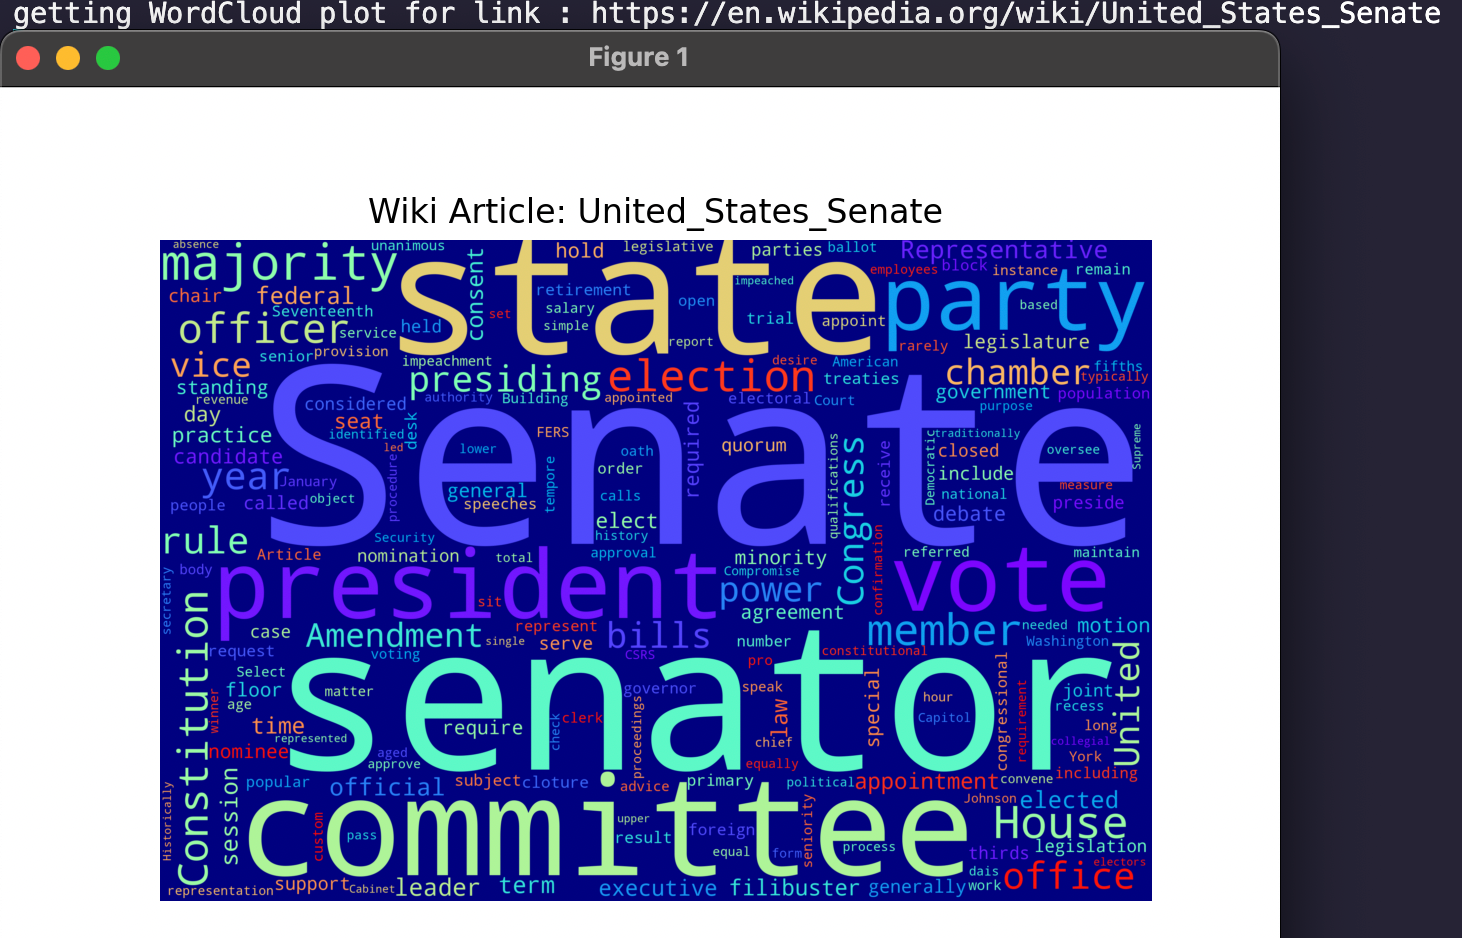 getting WordCloud plot for link : https://en.wikipedia.org/wiki/United_States_Senate
Figure 1
Wiki Article: United_States_Senate
absence
unanimous
hold
legislative
parties
ballot
Representative
majority
state
consent
employees
block
instance
remain
chair
federal
retirement
impeached
party
Seventeenth
salary
open
based
officer
service
held
set
simple
trial
appoint
report
rarely
legislature
vice
senior
provision
impeachment
desire
American
chamber
fifths
typically
standing
presiding
election
treaties
government
population
revenue
considered
authority
Building
appointed
electoral
Court
purpose
day
seat
desk
Senate
required
practice
identified
FERS
quorum
Democratic
traditionally
Supreme
candidate
led
lower
oath
closed
oversee
year
January
procedure
order
Congress
receive
include
general
tempore
calls
qualifications
national
measure
people
called
object
speeches
preside
elect
debate
rule
Security
history
Article
nomination
total
approval
minority
referred
maintain
secretary
body
president
Compromise
power
confirmation
vote
sit
agreement
Constitution
case
Amendment
single
represent
bills
number
member
needed
motion
request
voting
serve
CSRS
constitutional
Washington
Select
senator
pro
United
floor
matter
governor
speak
special
hour
congressional
requirement
joint
age
winner
recess
time
require
check
clerk
proceedings
law
Capitol
long
represented
chief
collegial
nominee
aged
York
approve
equally
popular
official
subject
cloture
advice
primary
political
appointment
convene
including
session
Historically
committee
seniority
Johnson
elected
custom
pass
upper
foreign
House
result
process
equal
form
thirds
legislation
electors
representation
support
Cabinet
leader
term
executive
filibuster
generally
dais
work
office